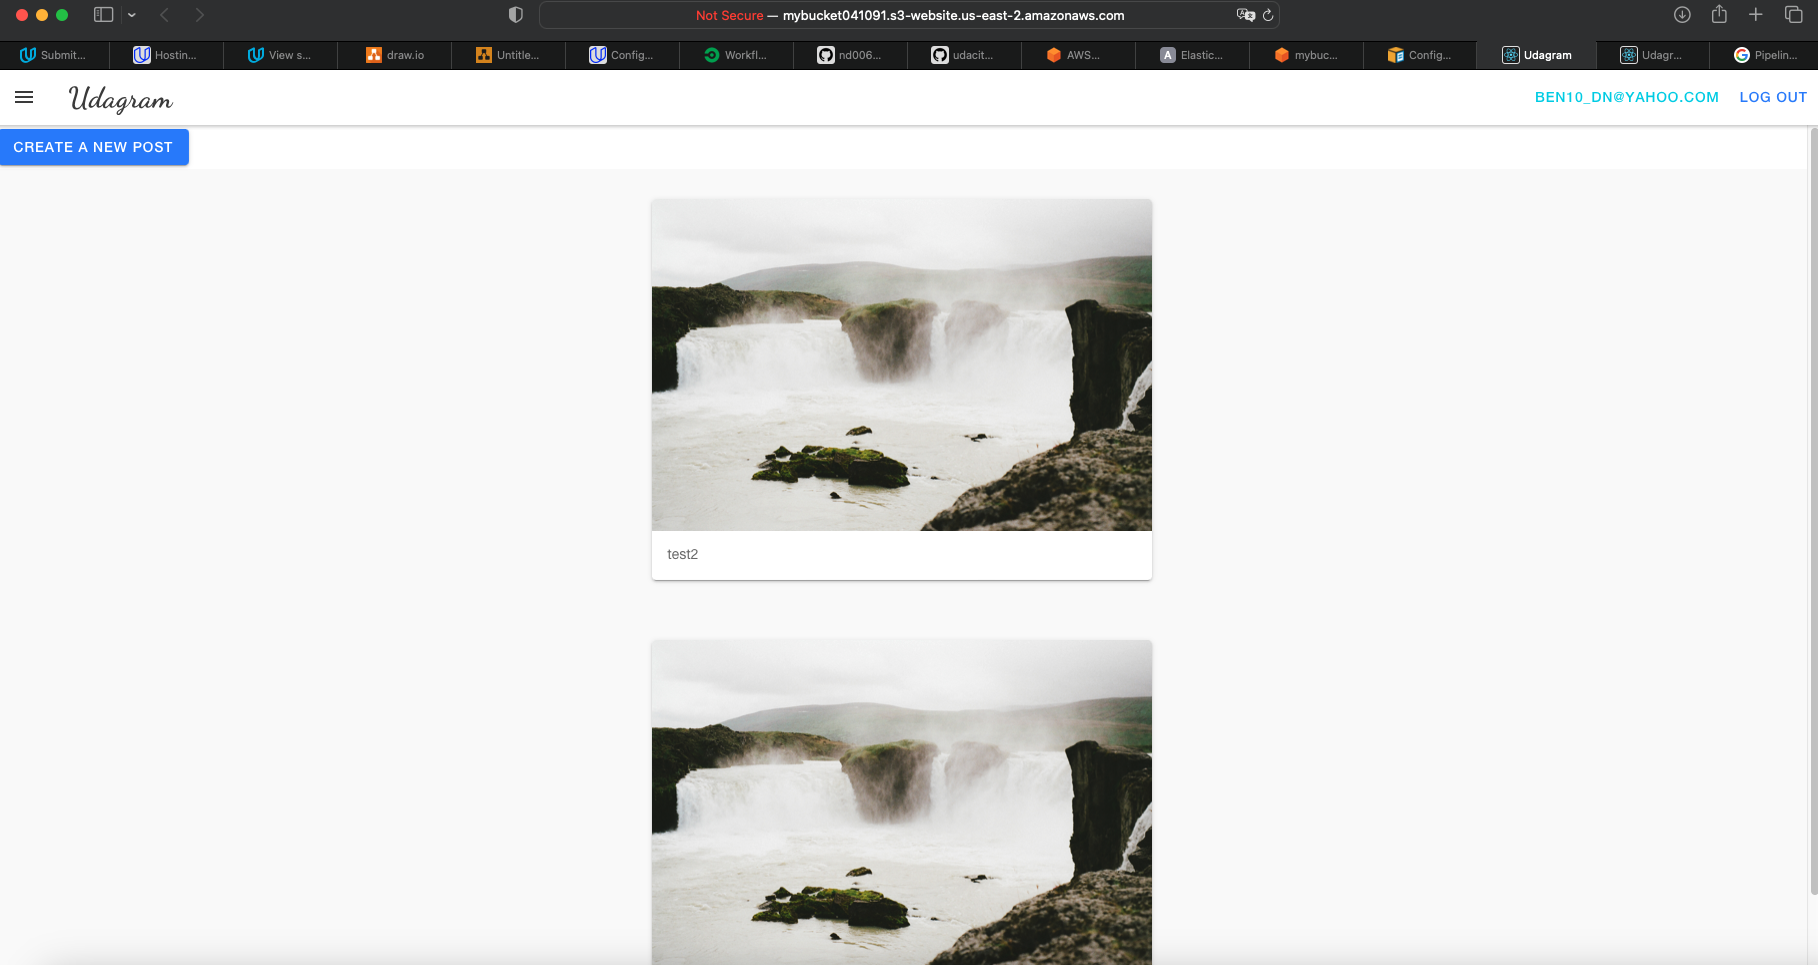 Not Secure — mybucket041091.s3-website.us-east-2.amazonaws.com
Submit... Hostin... View s... draw.io Untitle... Config... Workfl... nd006... udacit... AWS... Elastic... mybuc... Config... Udagram Udagr... Pipelin...
Udagram BEN10_DN@YAHOO.COM LOG OUT
CREATE A NEW POST
test2